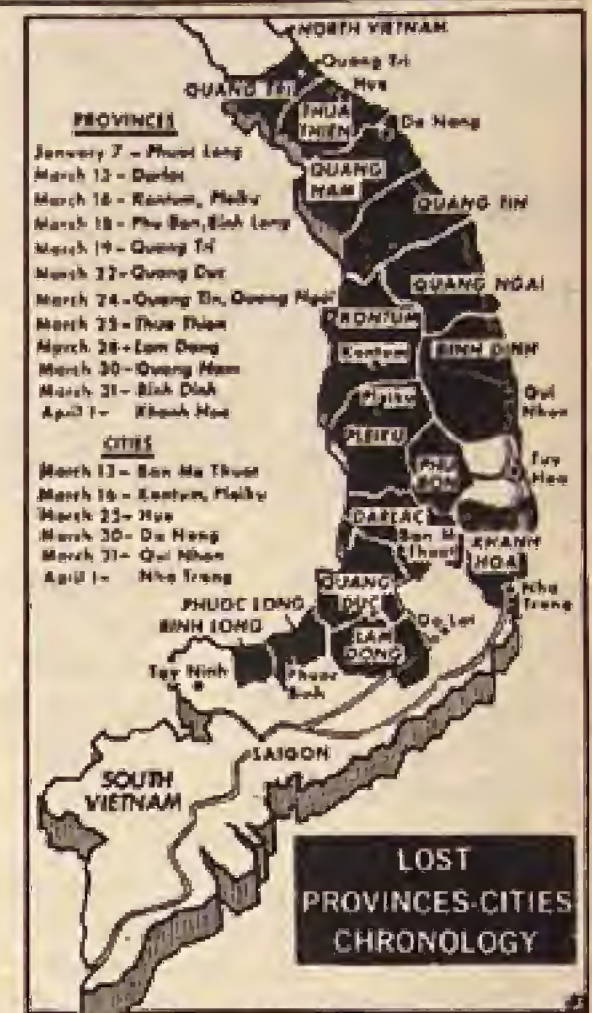 NORTH VIETNAM
Quang Tri
Hue
QUANG TRI
THUA
THIEN
Da Nang
PROVINCES
January 7 - Phuoc Long
March 13 - Darlac
March 16 - Kontum, Pleiku
March 18 - Phu Bon, Binh Long
March 19 - Quang Tri
March 22 - Quang Duc
March 24 - Quang Tin, Quang Ngai
March 25 - Thua Thien
March 28 - Lam Dong
March 30 - Quang Nam
March 31 - Binh Dinh
April 1 - Khanh Hoa
CITIES
March 13 - Ban Me Thuot
March 16 - Kontum, Pleiku
March 25 - Hue
March 30 - Da Nang
March 31 - Qui Nhon
April 1 - Nha Trang
QUANG
NAM
QUANG TIN
QUANG NGAI
KONTUM
Kontum
BINH DINH
Pleiku
PLEIKU
Qui
Nhon
PHU
BON
Tuy
Hoa
DARLAC
Ban Me
Thuot
KHANH
HOA
Nha
Trang
QUANG
DUC
PHUOC LONG
BINH LONG
LAM
DONG
Da Lat
Tay Ninh
Phuoc
Binh
SAIGON
SOUTH
VIETNAM
LOST
PROVINCES-CITIES
CHRONOLOGY